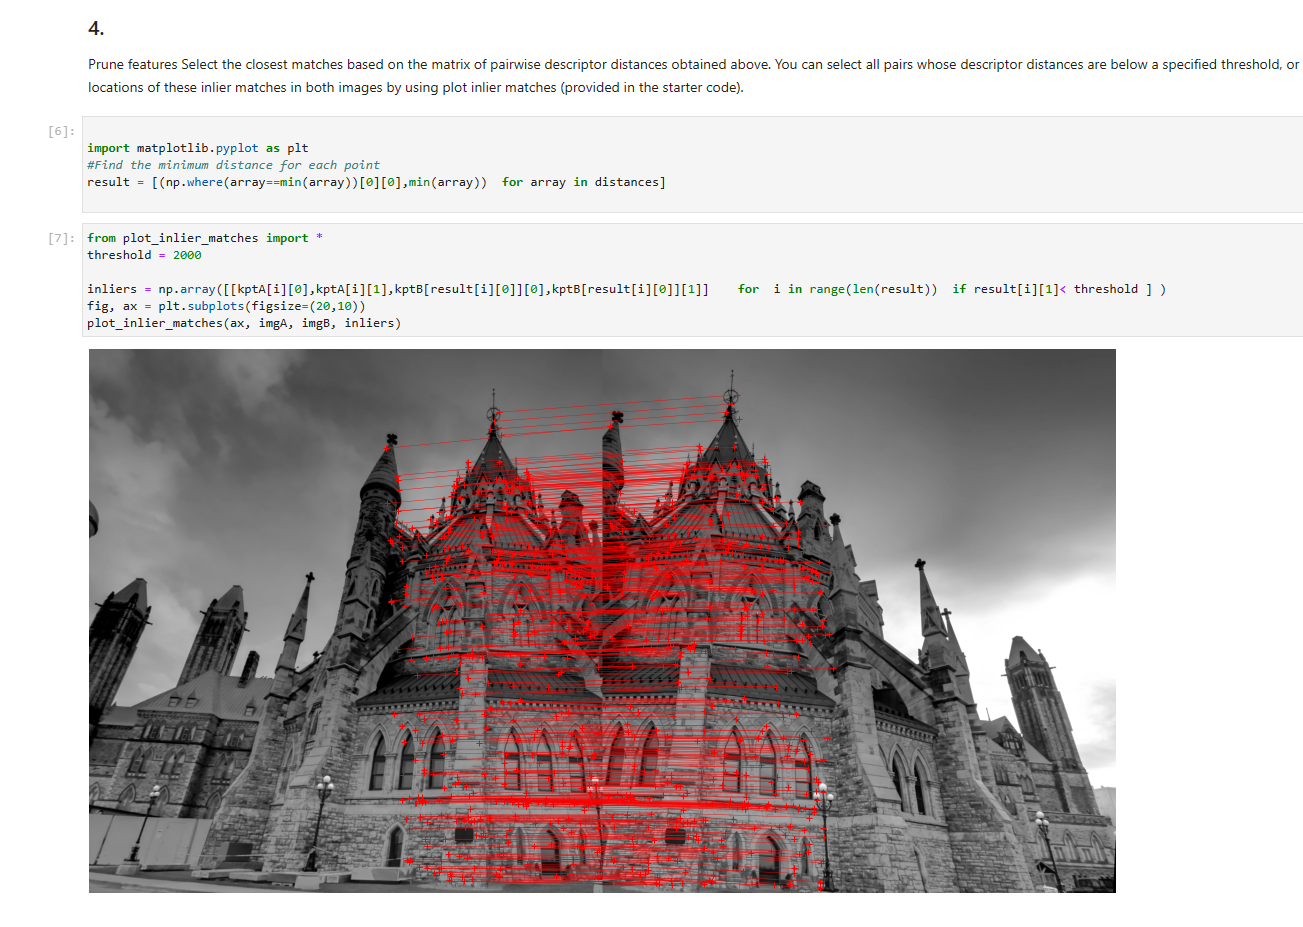 4.
Prune features Select the closest matches based on the matrix of pairwise descriptor distances obtained above. You can select all pairs whose descriptor distances are below a specified threshold, or
locations of these inlier matches in both images by using plot inlier matches (provided in the starter code).
[6]:
import matplotlib.pyplot as plt
#Find the minimum distance for each point
result = [(np.where(array==min(array))[0][0],min(array))  for array in distances]
[7]:
from plot_inlier_matches import *
threshold = 2000
inliers = np.array([[kptA[i][0],kptA[i][1],kptB[result[i][0]][0],kptB[result[i][0]][1]]    for  i in range(len(result))  if result[i][1]< threshold ] )
fig, ax = plt.subplots(figsize=(20,10))
plot_inlier_matches(ax, imgA, imgB, inliers)